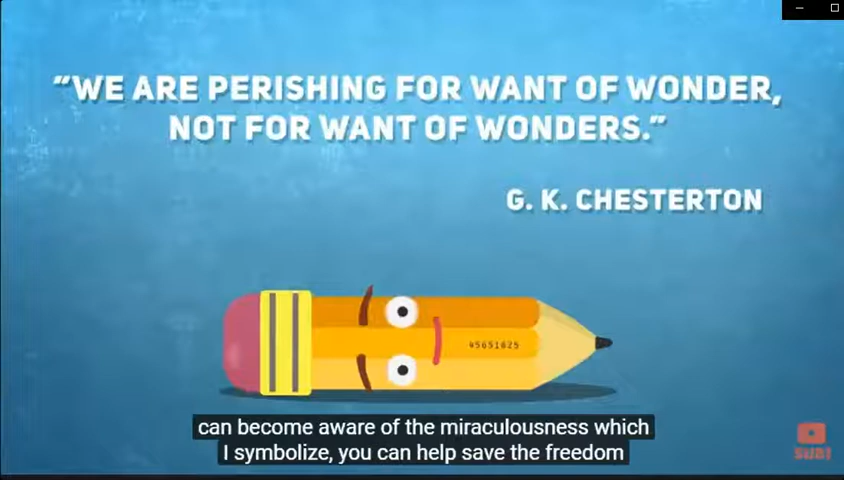 "WE ARE PERISHING FOR WANT OF WONDER,
NOT FOR WANT OF WONDERS."
G. K. CHESTERTON
#5651625
can become aware of the miraculousness which
I symbolize, you can help save the freedom